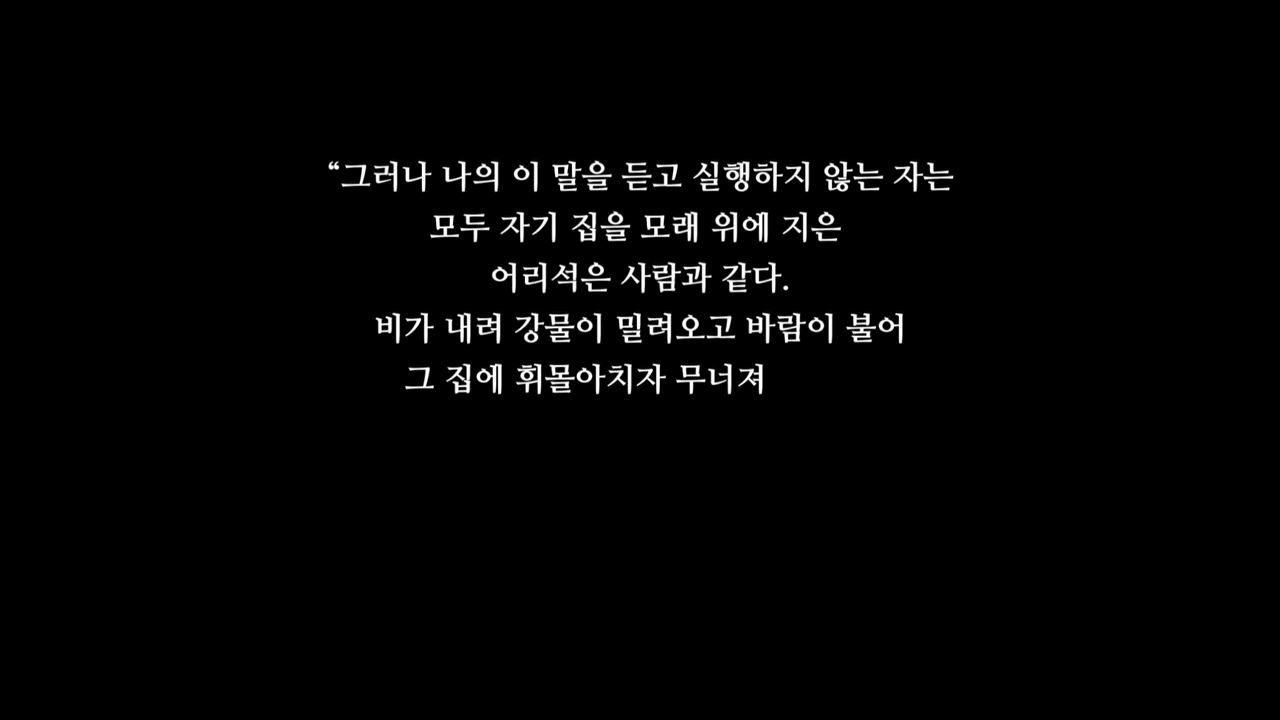 “그러나 나의 이 말을 듣고 실행하지 않는 자는
모두 자기 집을 모래 위에 지은
어리석은 사람과 같다.
비가 내려 강물이 밀려오고 바람이 불어
그 집에 휘몰아치자 무너져